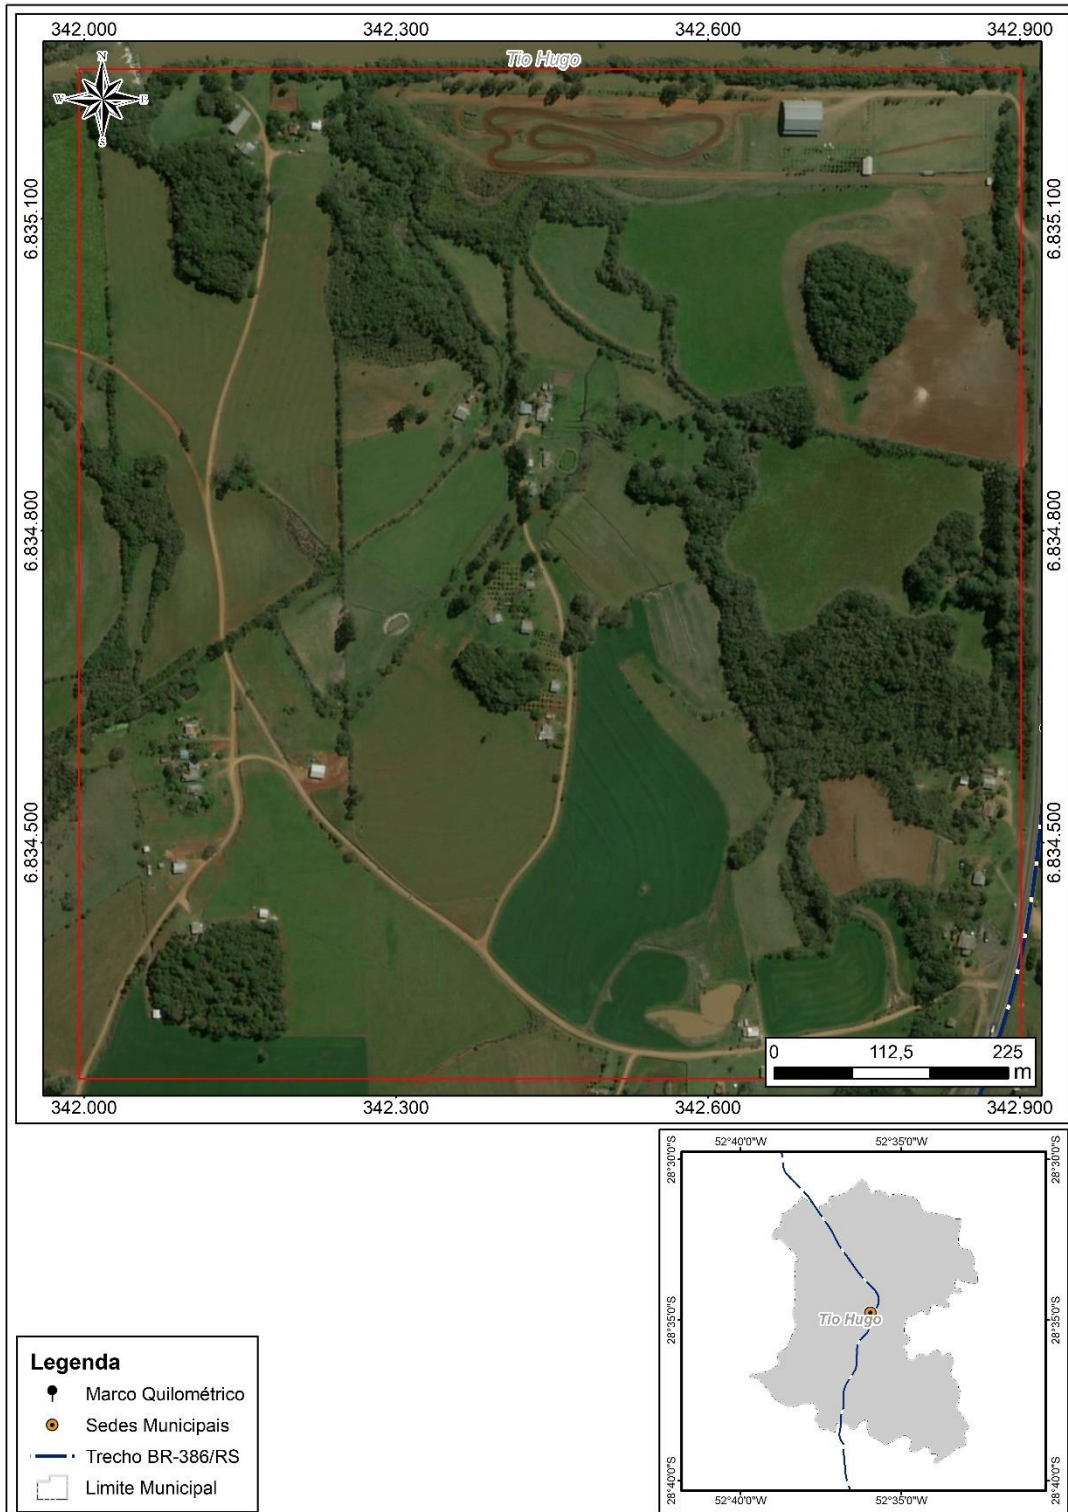 342.000 342.300 342.600 342.900
Tio Hugo
N
W E
S
6.835.100 6.835.100
6.834.800 6.834.800
6.834.500 6.834.500
0 112,5 225
m
342.000 342.300 342.600 342.900
52°40'0"W 52°35'0"W
28°30'0"S 28°30'0"S
28°35'0"S 28°35'0"S
Tio Hugo
28°40'0"S 28°40'0"S
52°40'0"W 52°35'0"W
Legenda
Marco Quilométrico
Sedes Municipais
Trecho BR-386/RS
Limite Municipal